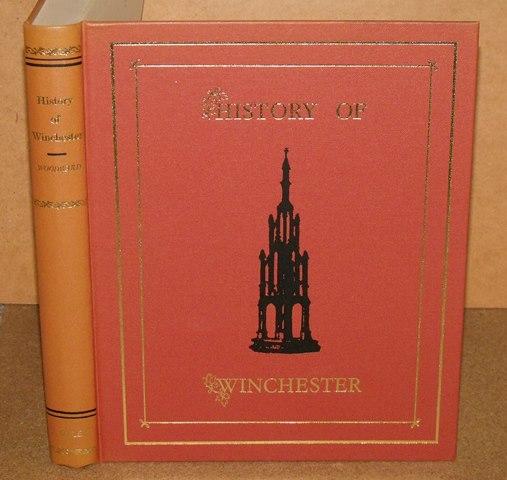 History
of
Winchester
WOODWARD
HISTORY OF
WINCHESTER